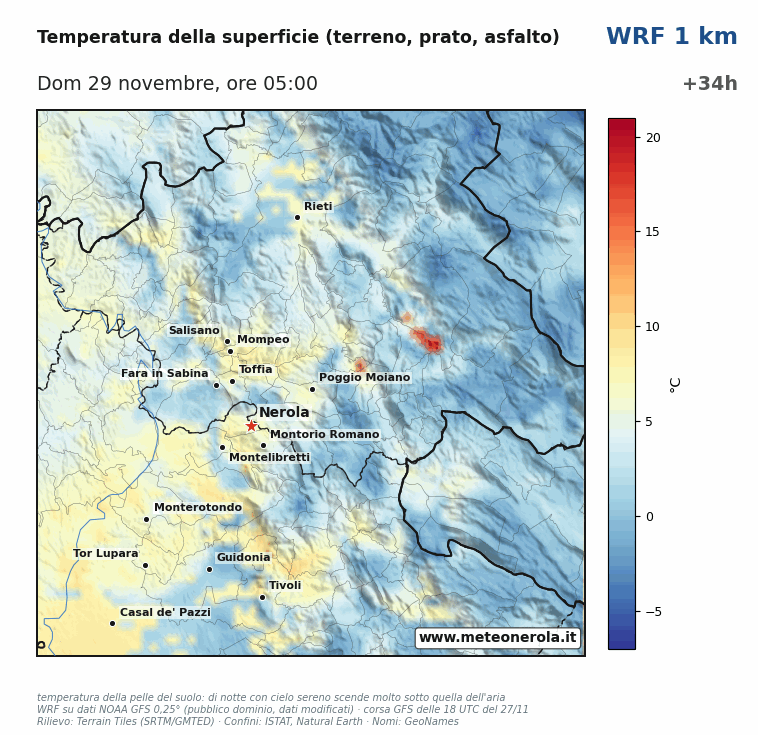 Temperatura della superficie (terreno, prato, asfalto)
WRF 1 km
Dom 29 novembre, ore 05:00
+34h
20
15
10
5
0
−5
°C
Rieti
Salisano
Mompeo
Fara in Sabina
Toffia
Poggio Moiano
Nerola
Montorio Romano
Montelibretti
Monterotondo
Tor Lupara
Guidonia
Tivoli
Casal de' Pazzi
www.meteonerola.it
temperatura della pelle del suolo: di notte con cielo sereno scende molto sotto quella dell'aria
WRF su dati NOAA GFS 0,25° (pubblico dominio, dati modificati) · corsa GFS delle 18 UTC del 27/11
Rilievo: Terrain Tiles (SRTM/GMTED) · Confini: ISTAT, Natural Earth · Nomi: GeoNames